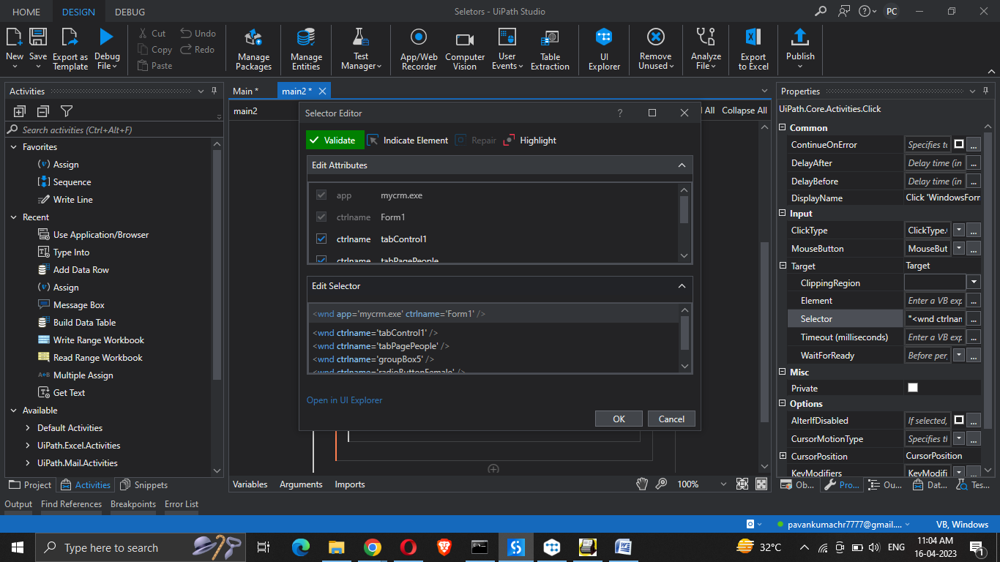 HOME DESIGN DEBUG Seletors - UiPath Studio PC
New Save Export as Template Debug File
Cut Undo
Copy Redo
Paste
Manage Packages Manage Entities Test Manager App/Web Recorder Computer Vision User Events Table Extraction UI Explorer Remove Unused Analyze File Export to Excel Publish
Activities
Search activities (Ctrl+Alt+F)
Favorites
Assign
Sequence
Write Line
Recent
Use Application/Browser
Type Into
Add Data Row
Assign
Message Box
Build Data Table
Write Range Workbook
Read Range Workbook
Multiple Assign
Get Text
Available
Default Activities
UiPath.Excel.Activities
UiPath.Mail.Activities
Project Activities Snippets
Main * main2 *
main2 All Collapse All
Selector Editor ?
Validate Indicate Element Repair Highlight
Edit Attributes
app mycrm.exe
ctrlname Form1
ctrlname tabControl1
ctrlname tabPagePeople
Edit Selector
<wnd app='mycrm.exe' ctrlname='Form1' />
<wnd ctrlname='tabControl1' />
<wnd ctrlname='tabPagePeople' />
<wnd ctrlname='groupBox5' />
<wnd ctrlname='radioButtonFemale' />
Open in UI Explorer
OK Cancel
Variables Arguments Imports 100%
Properties
UiPath.Core.Activities.Click
Common
ContinueOnError Specifies to ...
DelayAfter Delay time (in ...
DelayBefore Delay time (in ...
DisplayName Click 'WindowsForm
Input
ClickType ClickType. ...
MouseButton MouseBut ...
Target Target
ClippingRegion
Element Enter a VB exp ...
Selector "<wnd ctrlnam ...
Timeout (milliseconds) Enter a VB exp ...
WaitForReady Before per ...
Misc
Private
Options
AlterIfDisabled If selected, ...
CursorMotionType Specifies th ...
CursorPosition CursorPosition
KeyModifiers KeyModifi ...
Ob... Pro... Ou... Dat... Tes...
Output Find References Breakpoints Error List
pavankumachr7777@gmail.... VB, Windows
Type here to search 32°C ENG 11:04 AM
16-04-2023 1